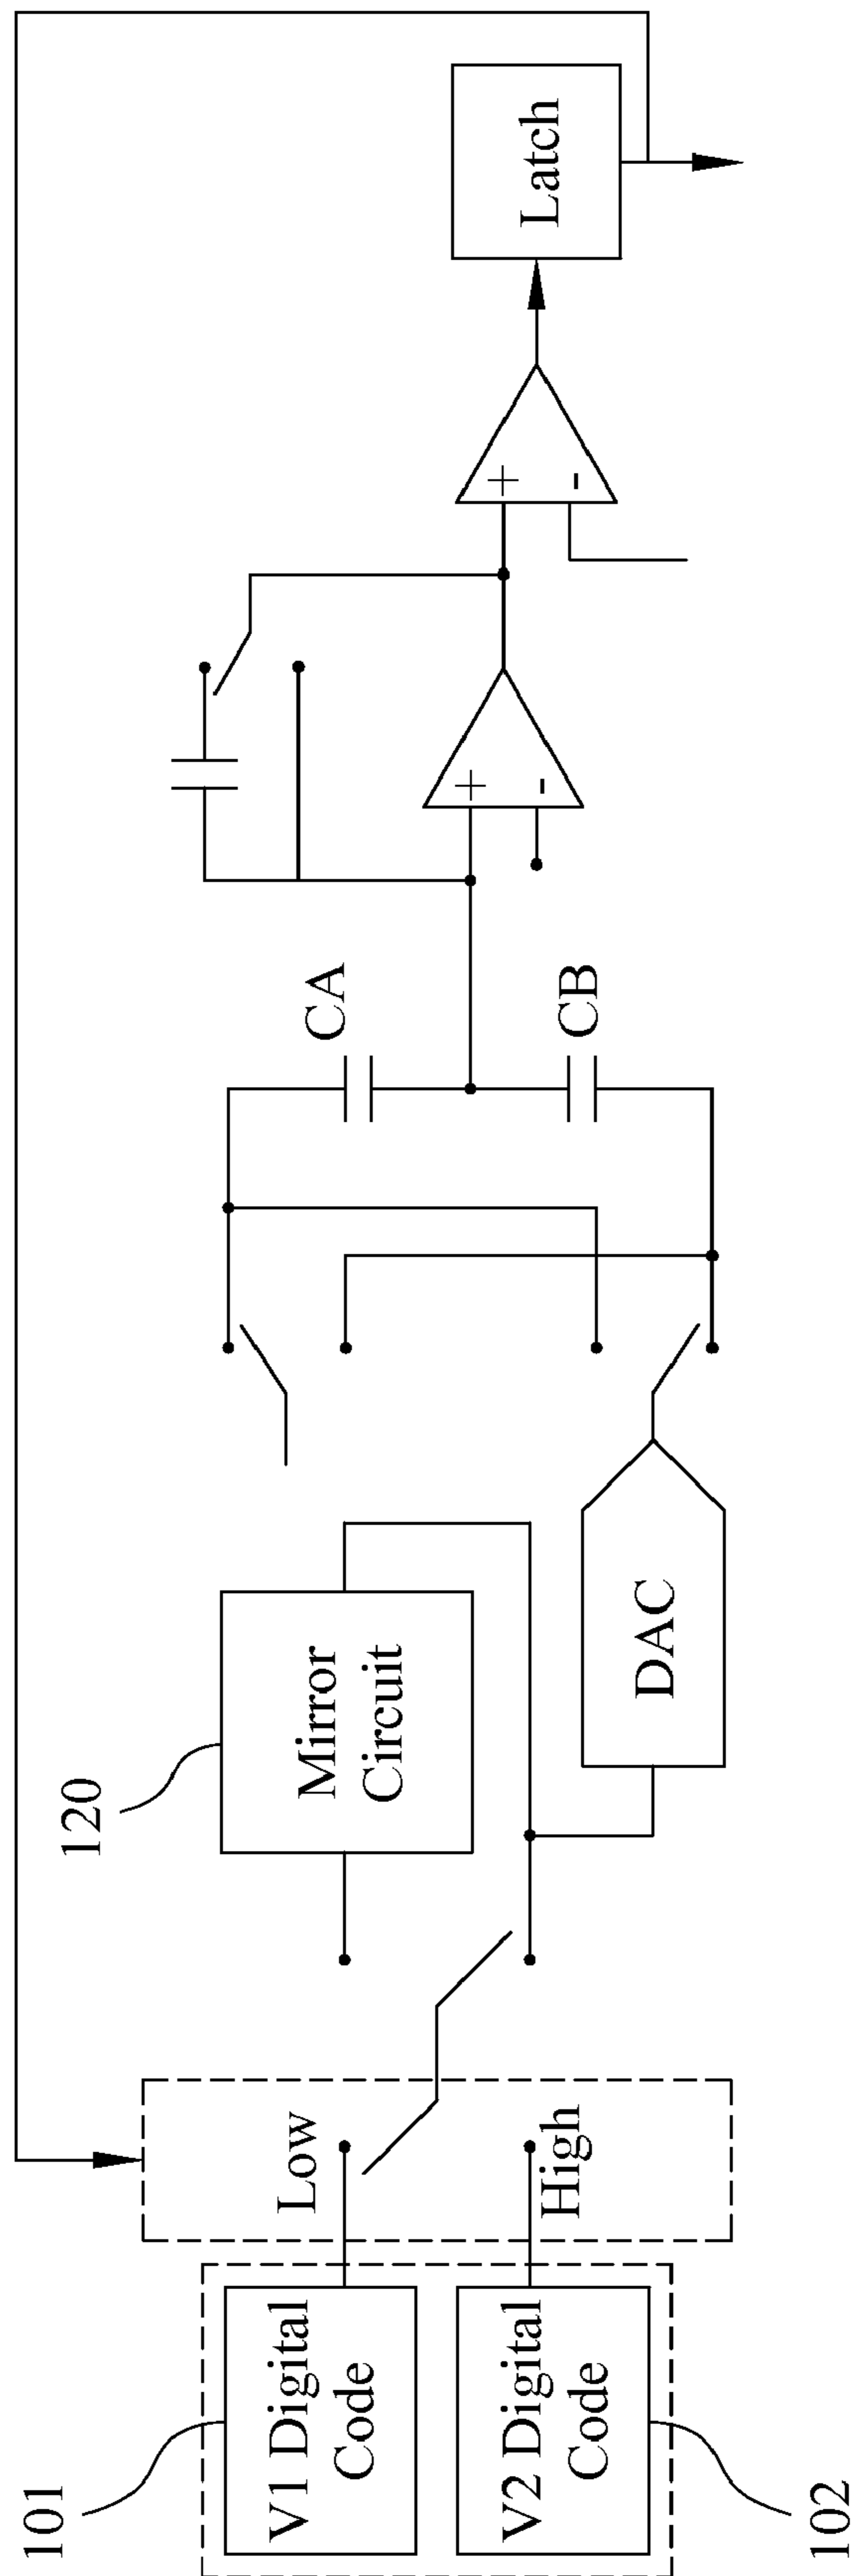 101
V1 Digital
Code
V2 Digital
Code
102
Low
High
120
Mirror
Circuit
DAC
CA
CB
+
-
+
-
Latch